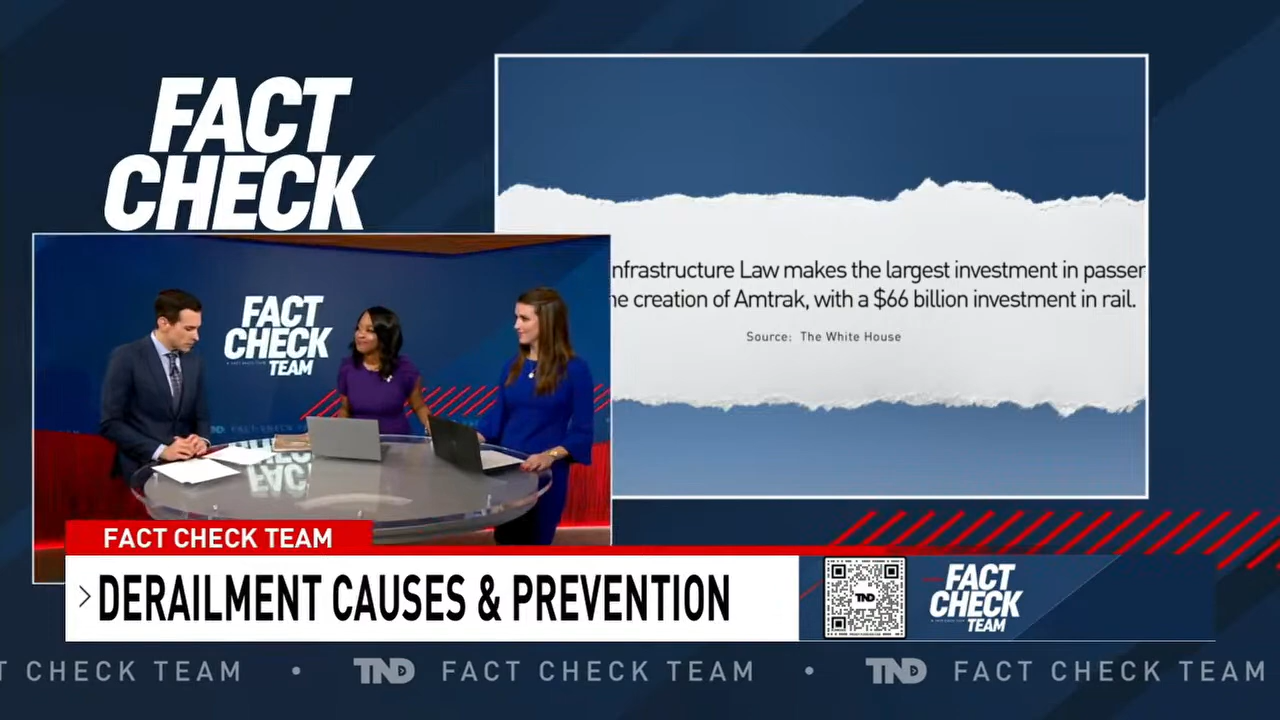 FACT
CHECK
nfrastructure Law makes the largest investment in passer
e creation of Amtrak, with a $66 billion investment in rail.
Source: The White House
FACT
CHECK
TEAM
FACT CHECK TEAM
DERAILMENT CAUSES & PREVENTION
TND
FACT
CHECK
TEAM
T CHECK TEAM • TND FACT CHECK TEAM • TND FACT CHECK TEAM